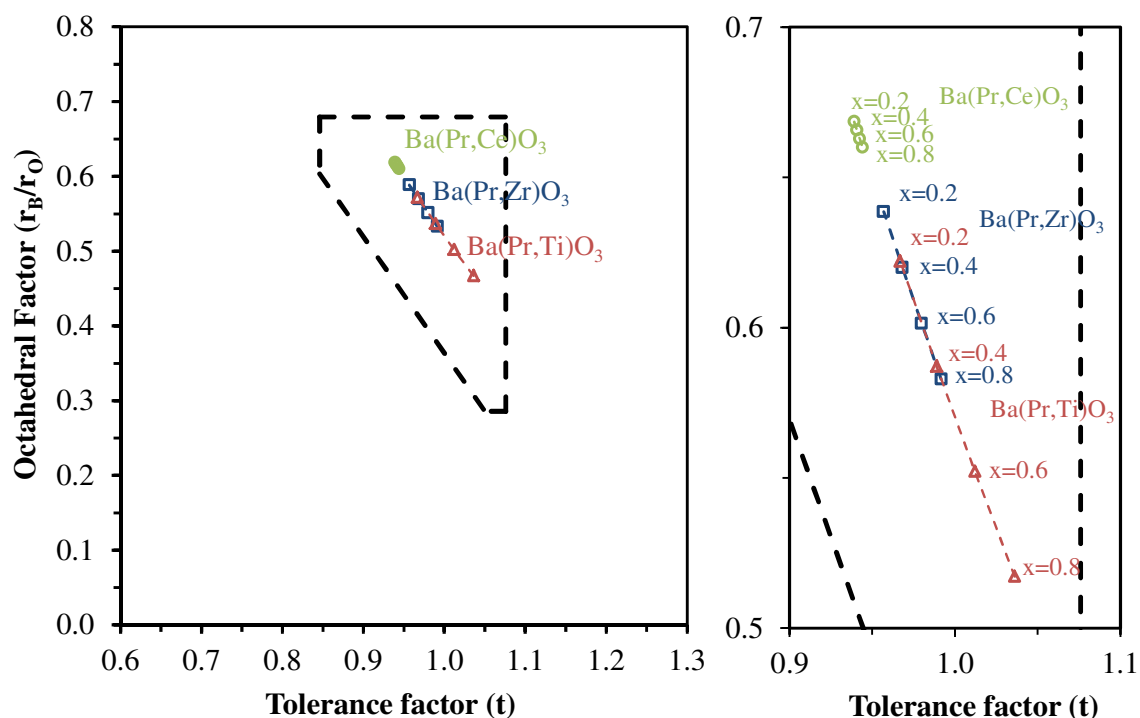 0.8
0.7
0.6
0.5
0.4
0.3
0.2
0.1
0.0
Octahedral Factor (r_B/r_O)
Ba(Pr,Ce)O₃
Ba(Pr,Zr)O₃
Ba(Pr,Ti)O₃
0.6 0.7 0.8 0.9 1.0 1.1 1.2 1.3
Tolerance factor (t)
0.7
0.6
0.5
x=0.2
Ba(Pr,Ce)O₃
x=0.4
x=0.6
x=0.8
x=0.2
Ba(Pr,Zr)O₃
x=0.2
x=0.4
x=0.6
x=0.4
x=0.8
Ba(Pr,Ti)O₃
x=0.6
x=0.8
0.9 1.0 1.1
Tolerance factor (t)